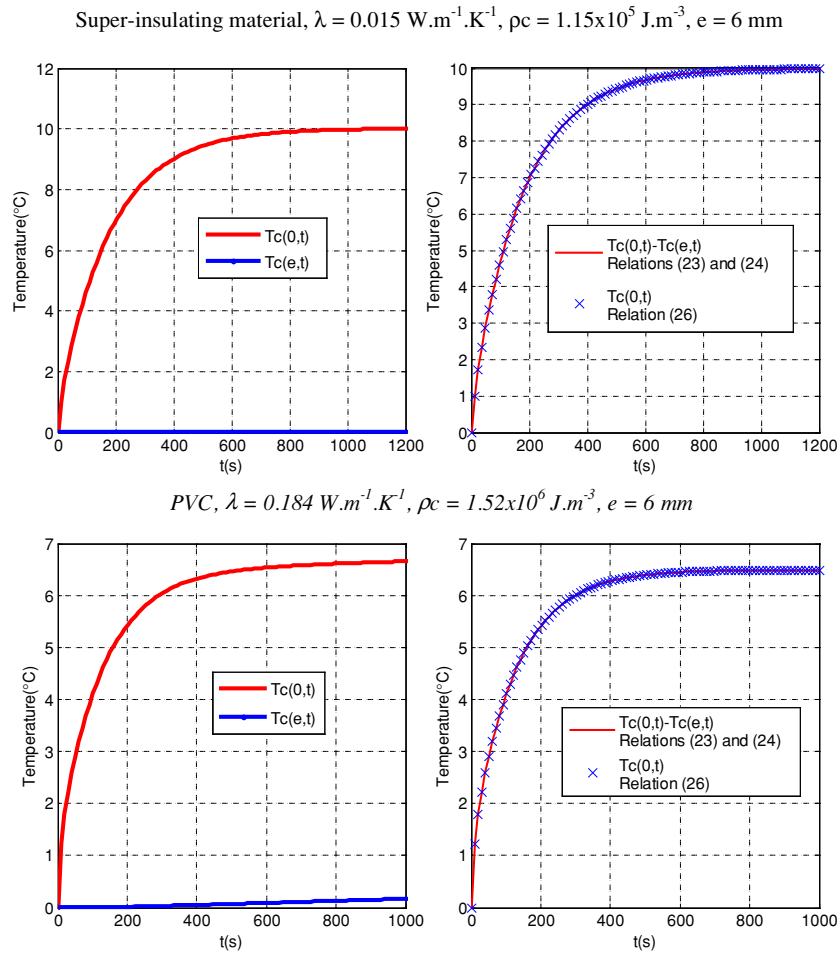 Super-insulating material, λ = 0.015 W.m-1.K-1, ρc = 1.15x10^5 J.m-3, e = 6 mm
12
10
8
6
4
2
0
Temperature(°C)
Tc(0,t)
Tc(e,t)
0 200 400 600 800 1000 1200
t(s)
10
9
8
7
6
5
4
3
2
1
0
Temperature(°C)
Tc(0,t)-Tc(e,t)
Relations (23) and (24)
Tc(0,t)
Relation (26)
0 200 400 600 800 1000 1200
t(s)
PVC, λ = 0.184 W.m-1.K-1, ρc = 1.52x10^6 J.m-3, e = 6 mm
7
6
5
4
3
2
1
0
Temperature(°C)
Tc(0,t)
Tc(e,t)
0 200 400 600 800 1000
t(s)
7
6
5
4
3
2
1
0
Temperature(°C)
Tc(0,t)-Tc(e,t)
Relations (23) and (24)
Tc(0,t)
Relation (26)
0 200 400 600 800 1000
t(s)